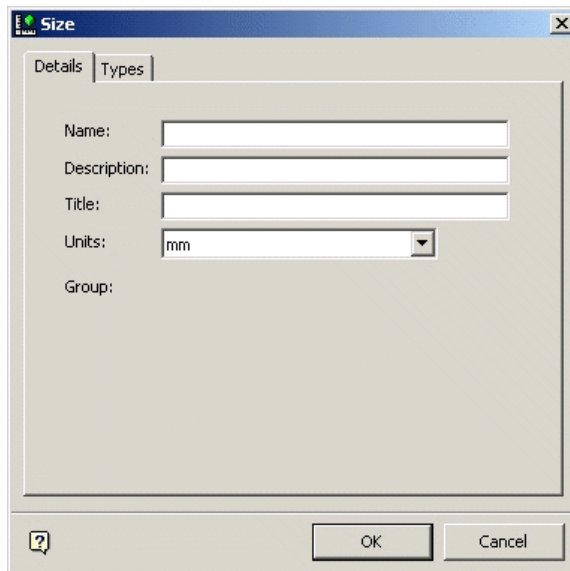 Size
Details Types
Name:
Description:
Title:
Units: mm
Group:
OK Cancel